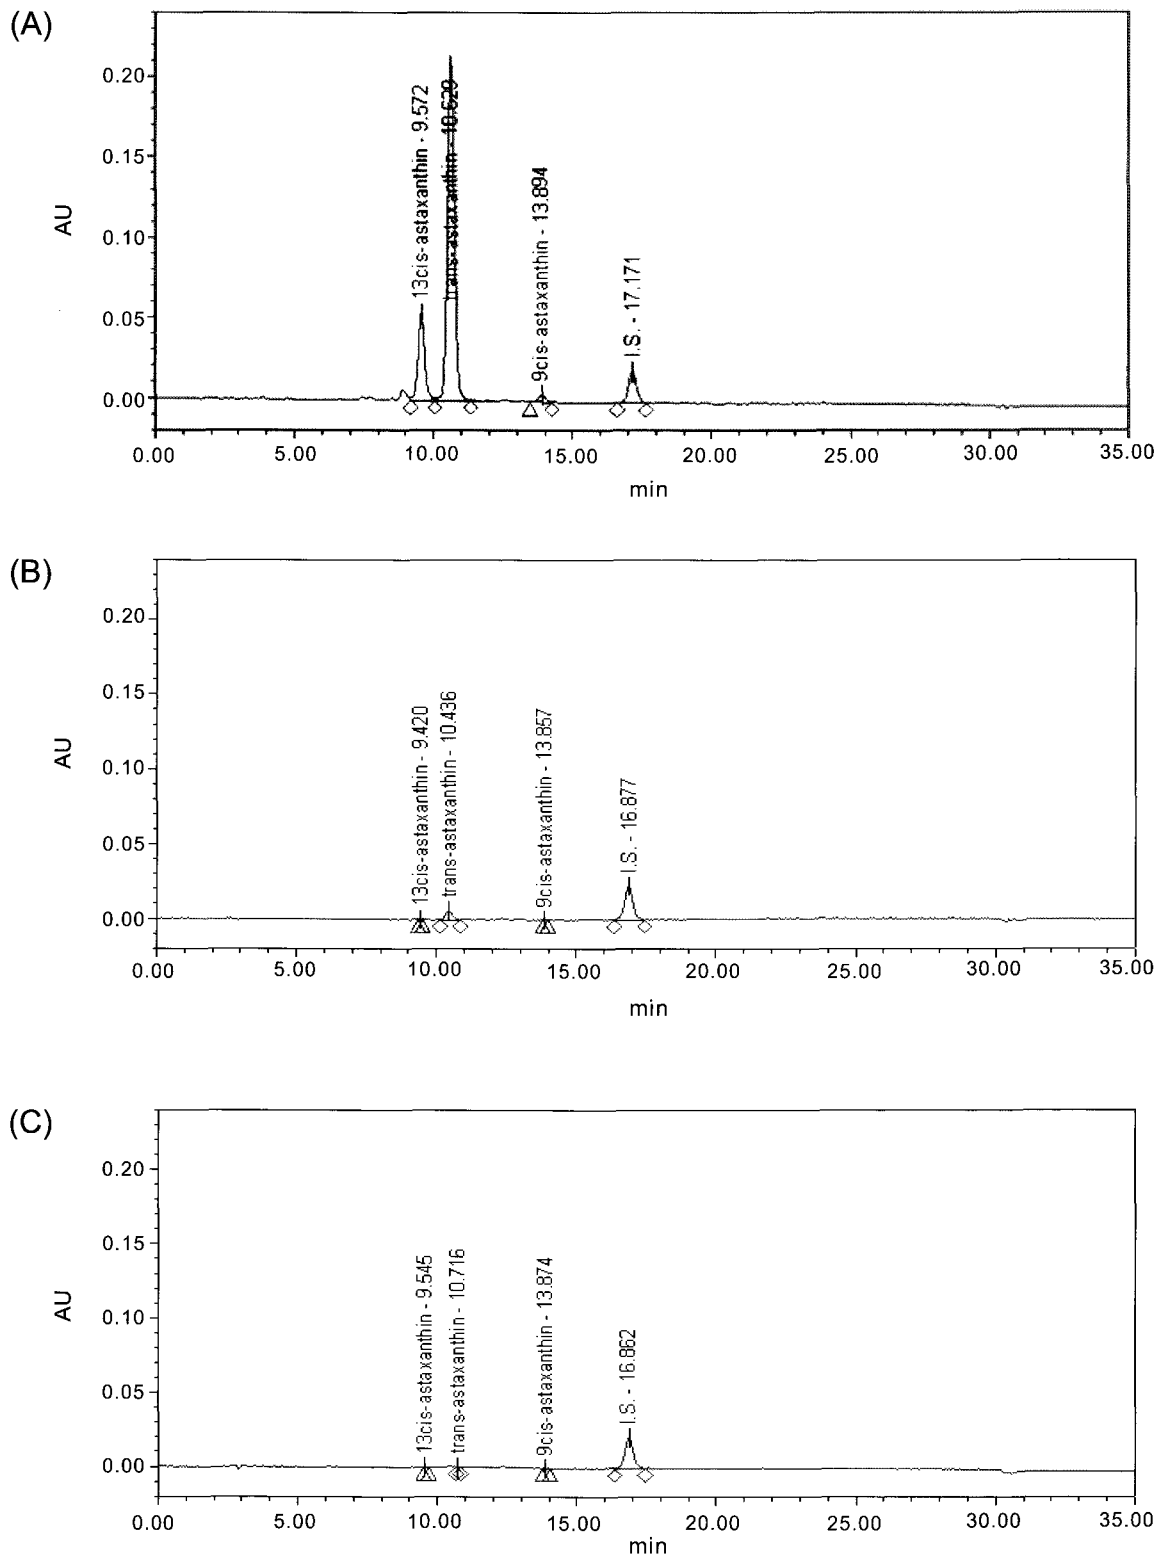 (A)
AU
0.20
0.15
0.10
0.05
0.00
13cis-astaxanthin - 9.572
trans-astaxanthin - 10.629
9cis-astaxanthin - 13.894
I.S. - 17.171
0.00 5.00 10.00 15.00 20.00 25.00 30.00 35.00
min
(B)
AU
0.20
0.15
0.10
0.05
0.00
13cis-astaxanthin - 9.420
trans-astaxanthin - 10.436
9cis-astaxanthin - 13.857
I.S. - 16.877
0.00 5.00 10.00 15.00 20.00 25.00 30.00 35.00
min
(C)
AU
0.20
0.15
0.10
0.05
0.00
13cis-astaxanthin - 9.545
trans-astaxanthin - 10.716
9cis-astaxanthin - 13.874
I.S. - 16.862
0.00 5.00 10.00 15.00 20.00 25.00 30.00 35.00
min